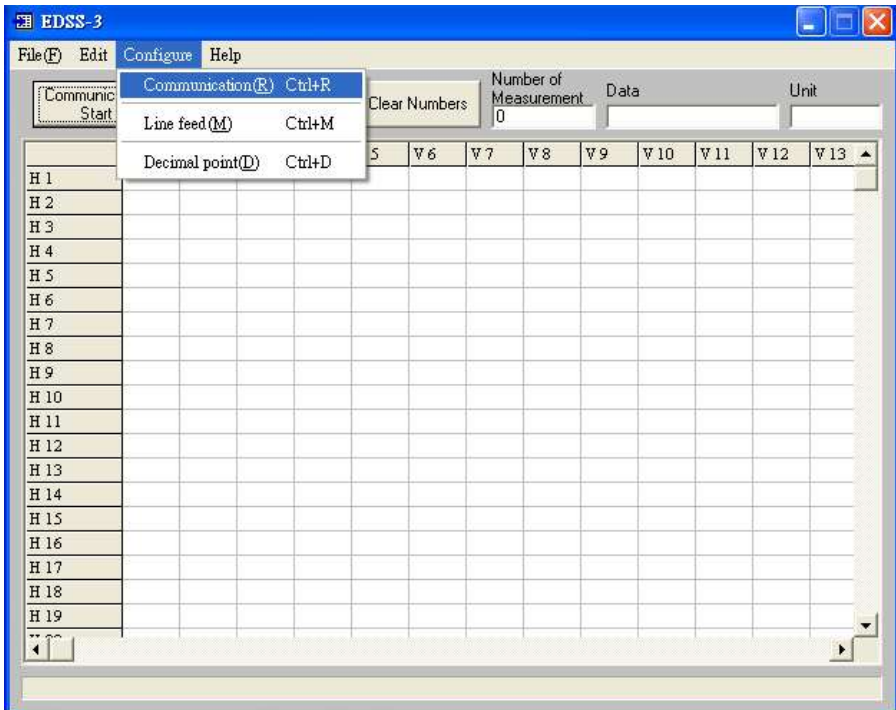 EDSS-3
File(F) Edit Configure Help
Communication(R) Ctrl+R
Line feed(M) Ctrl+M
Decimal point(D) Ctrl+D
Communic
Start
Clear Numbers
Number of
Measurement
0
Data
Unit
5 V 6 V 7 V 8 V 9 V 10 V 11 V 12 V 13
H 1
H 2
H 3
H 4
H 5
H 6
H 7
H 8
H 9
H 10
H 11
H 12
H 13
H 14
H 15
H 16
H 17
H 18
H 19